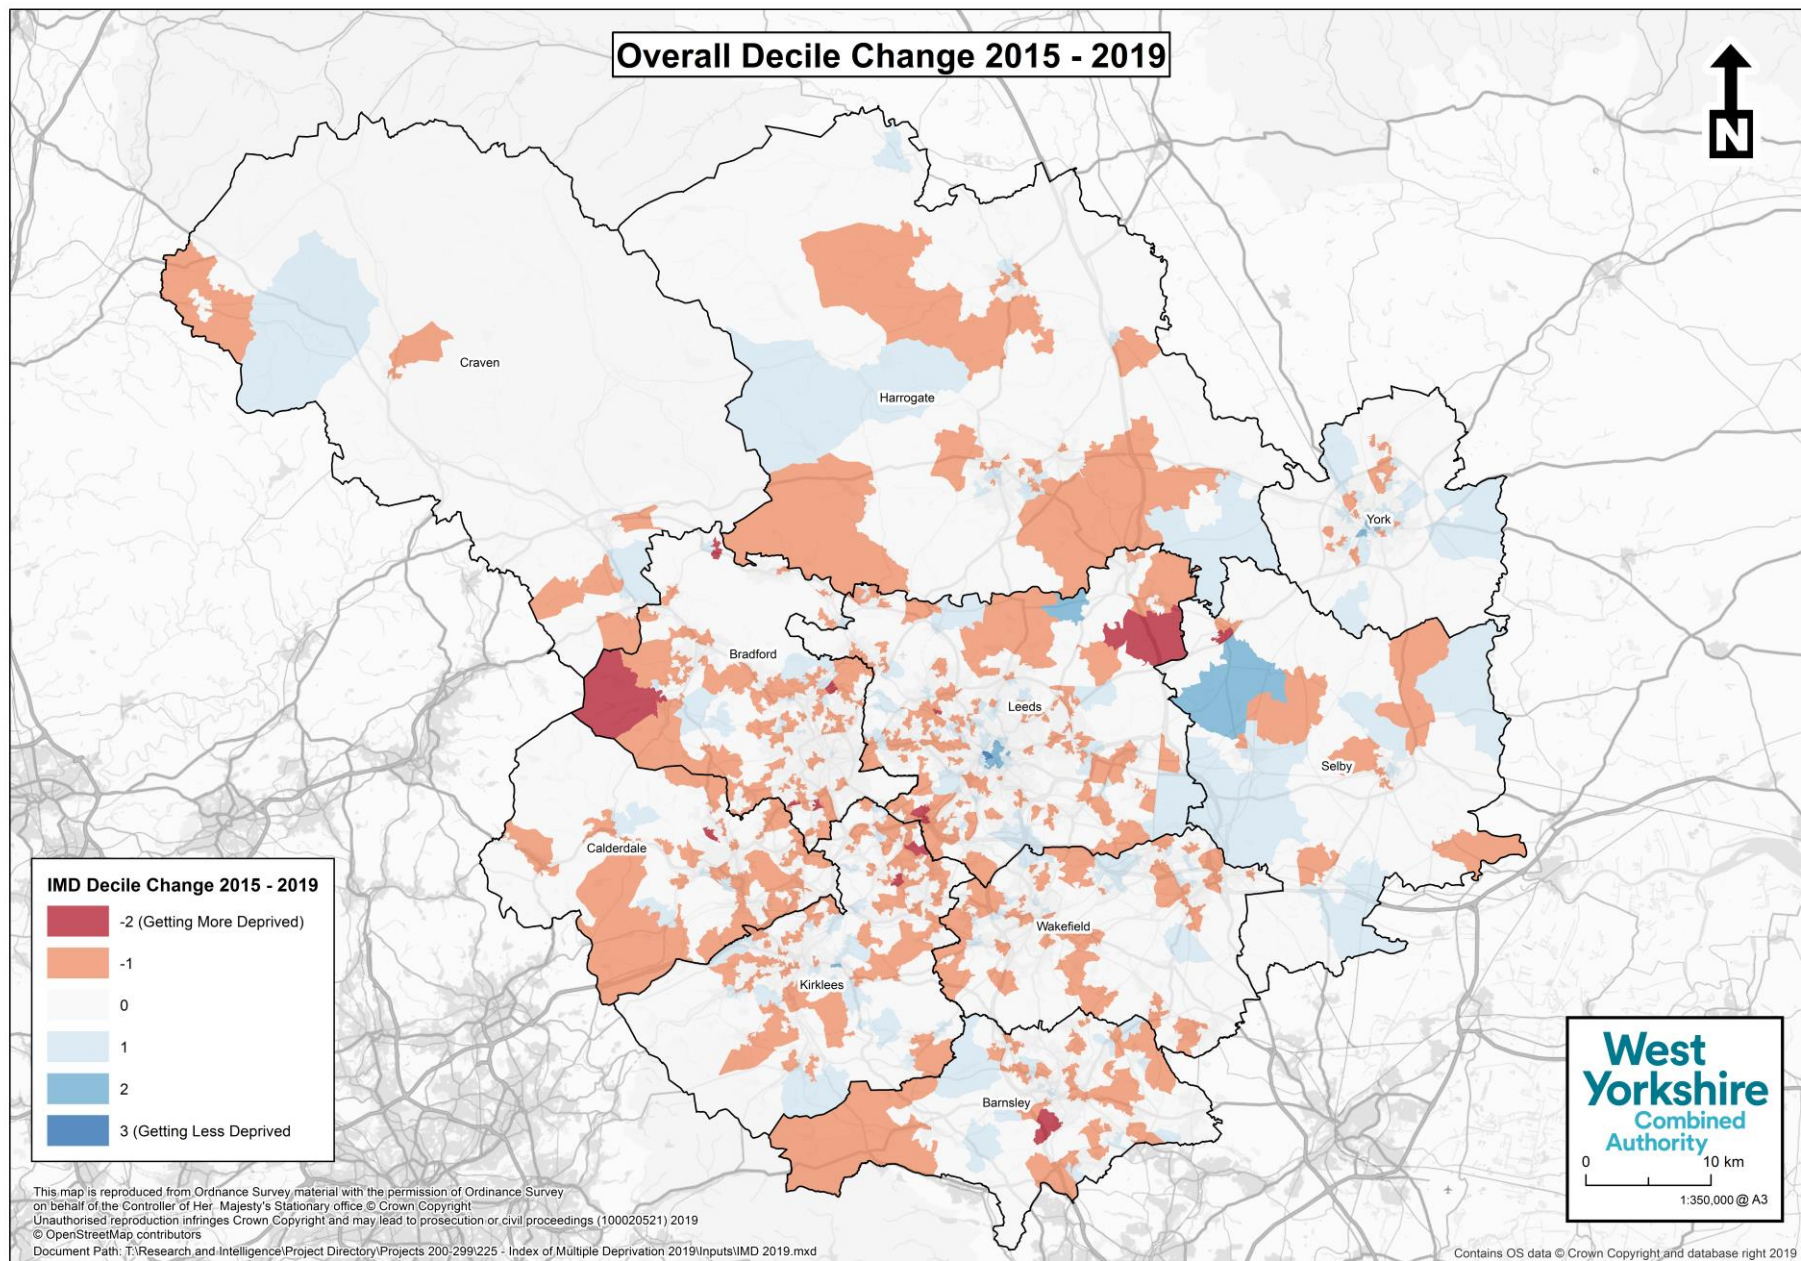 Overall Decile Change 2015 - 2019
N
Craven
Harrogate
York
Bradford
Leeds
Selby
Calderdale
Wakefield
Kirklees
Barnsley
IMD Decile Change 2015 - 2019
-2 (Getting More Deprived)
-1
0
1
2
3 (Getting Less Deprived
West
Yorkshire
Combined
Authority
0 10 km
1:350,000 @ A3
This map is reproduced from Ordnance Survey material with the permission of Ordinance Survey
on behalf of the Controller of Her Majesty's Stationary office © Crown Copyright
Unauthorised reproduction infringes Crown Copyright and may lead to prosecution or civil proceedings (100020521) 2019
© OpenStreetMap contributors
Document Path: T:\Research and Intelligence\Project Directory\Projects 200-299\225 - Index of Multiple Deprivation 2019\Inputs\IMD 2019.mxd
Contains OS data © Crown Copyright and database right 2019